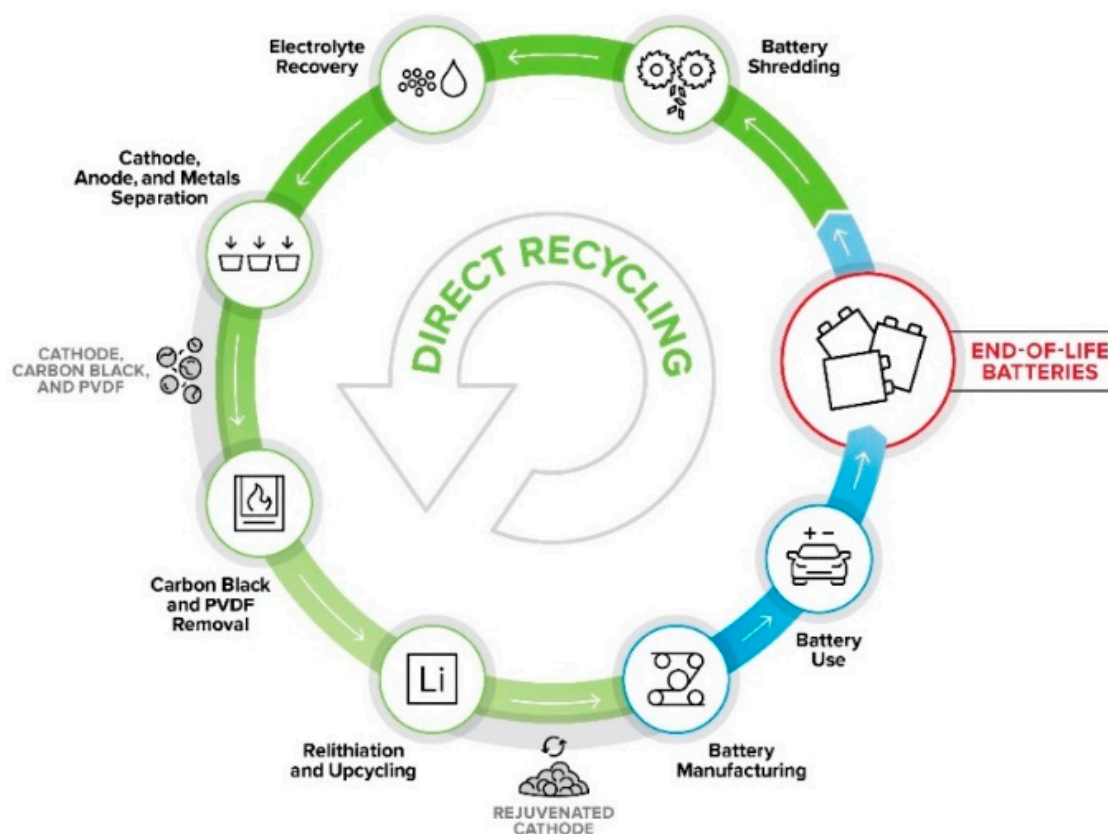 Electrolyte
Recovery
Battery
Shredding
Cathode,
Anode, and Metals
Separation
DIRECT RECYCLING
END-OF-LIFE
BATTERIES
CATHODE,
CARBON BLACK,
AND PVDF
Carbon Black
and PVDF
Removal
+ −
Battery
Use
Li
Relithiation
and Upcycling
Battery
Manufacturing
REJUVENATED
CATHODE